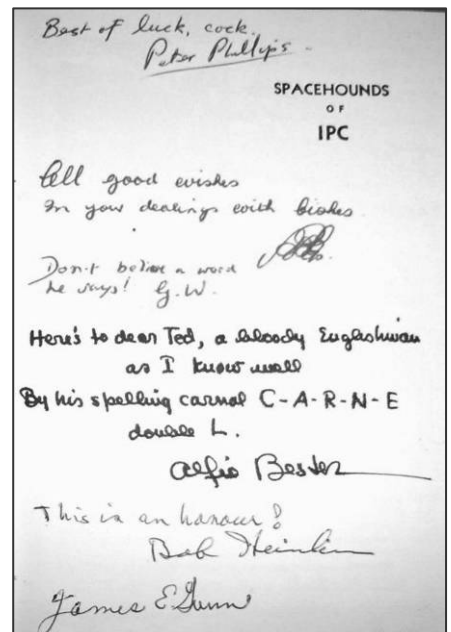 Best of luck, cock.
Peter Phillips.
SPACEHOUNDS
OF
IPC
All good wishes
In your dealings with
Don't believe a word
he says! G.W.
Here's to dear Ted, a bloody Englishman
as I know well
By his spelling carnal C-A-R-N-E
double L.
Alfie Bester
This is an honour!
Bob Heinlein
James E Gunn